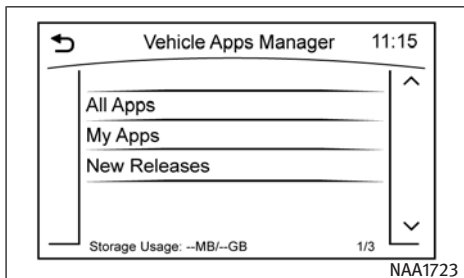 Vehicle Apps Manager 11:15
All Apps
My Apps
New Releases
Storage Usage: --MB/--GB 1/3
NAA1723